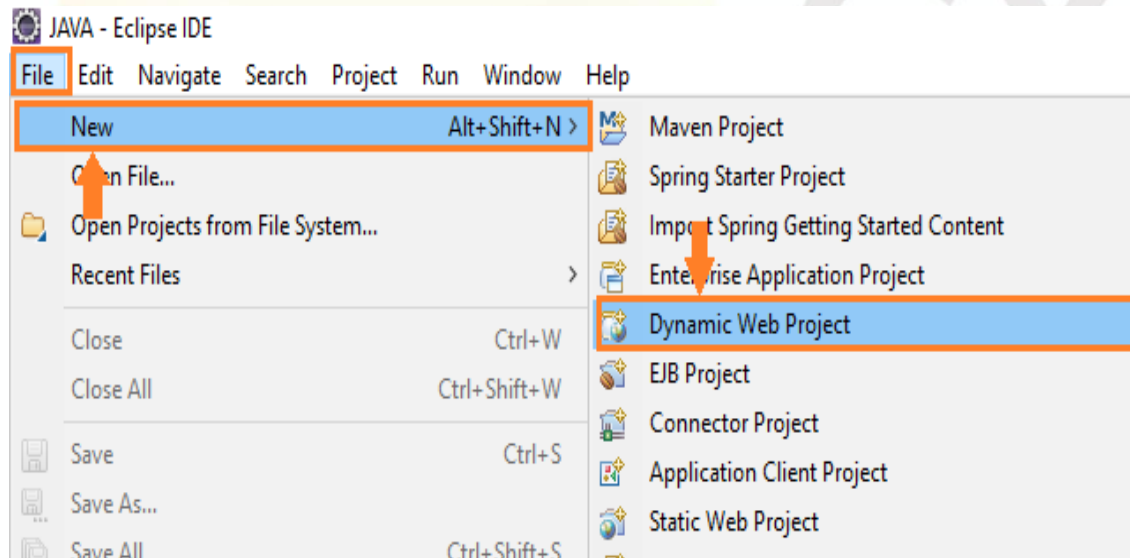 JAVA - Eclipse IDE
File Edit Navigate Search Project Run Window Help
New Alt+Shift+N >
Open File...
Open Projects from File System...
Recent Files >
Close Ctrl+W
Close All Ctrl+Shift+W
Save Ctrl+S
Save As...
Save All Ctrl+Shift+S
Maven Project
Spring Starter Project
Import Spring Getting Started Content
Enterprise Application Project
Dynamic Web Project
EJB Project
Connector Project
Application Client Project
Static Web Project